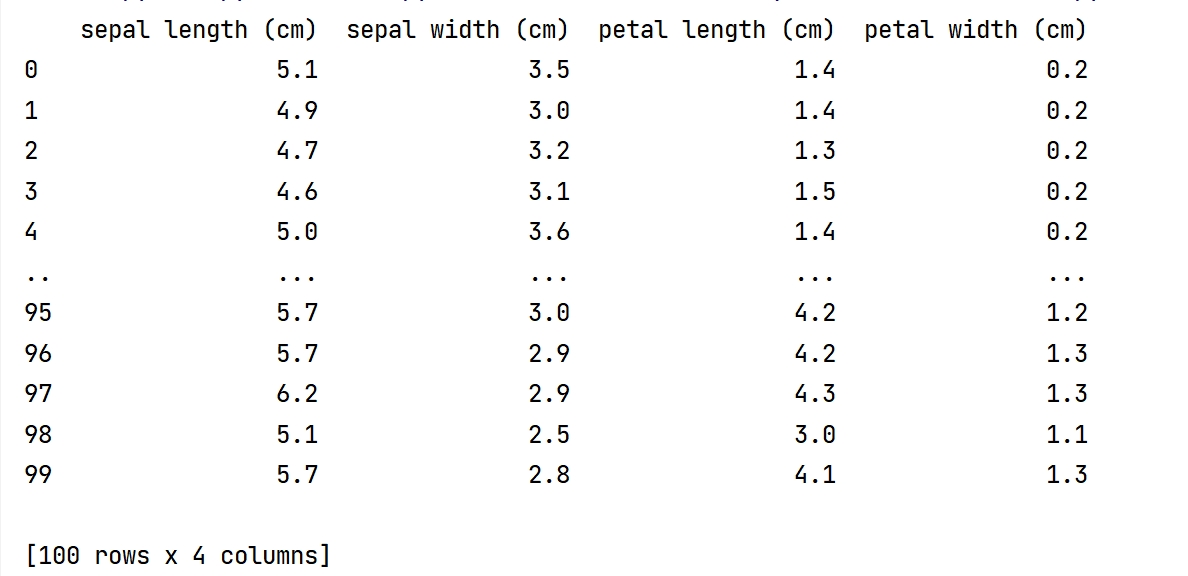 sepal length (cm)  sepal width (cm)  petal length (cm)  petal width (cm)
0                  5.1               3.5                1.4               0.2
1                  4.9               3.0                1.4               0.2
2                  4.7               3.2                1.3               0.2
3                  4.6               3.1                1.5               0.2
4                  5.0               3.6                1.4               0.2
..                 ...               ...                ...               ...
95                 5.7               3.0                4.2               1.2
96                 5.7               2.9                4.2               1.3
97                 6.2               2.9                4.3               1.3
98                 5.1               2.5                3.0               1.1
99                 5.7               2.8                4.1               1.3
[100 rows x 4 columns]